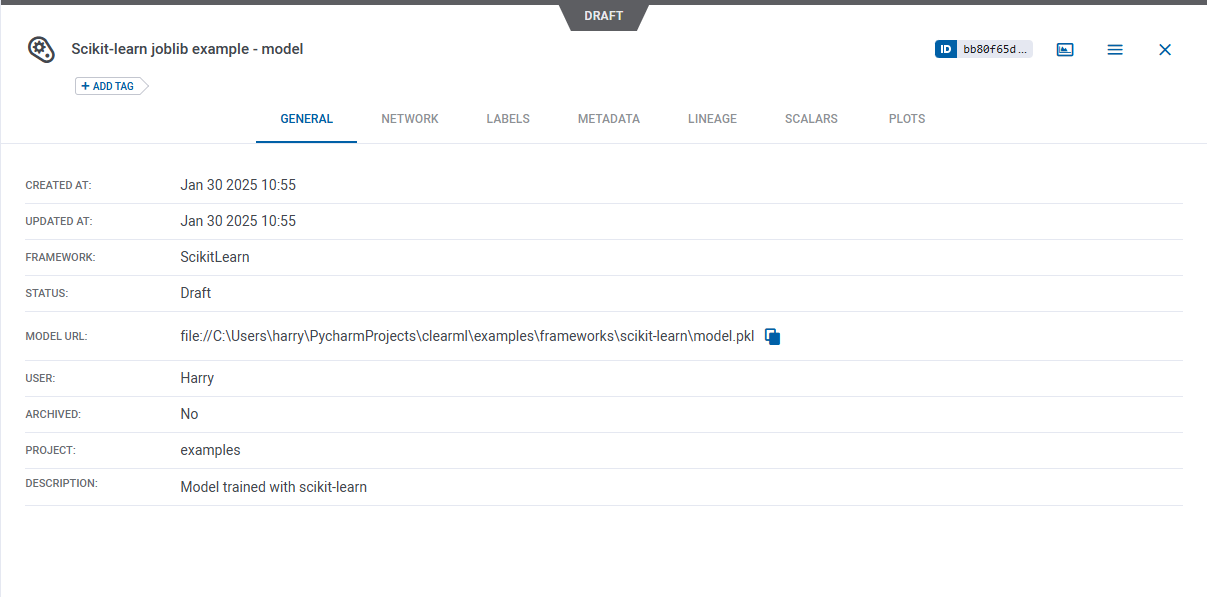 DRAFT
Scikit-learn joblib example - model
ID bb80f65d...
+ ADD TAG
GENERAL NETWORK LABELS METADATA LINEAGE SCALARS PLOTS
CREATED AT: Jan 30 2025 10:55
UPDATED AT: Jan 30 2025 10:55
FRAMEWORK: ScikitLearn
STATUS: Draft
MODEL URL: file://C:\Users\harry\PycharmProjects\clearml\examples\frameworks\scikit-learn\model.pkl
USER: Harry
ARCHIVED: No
PROJECT: examples
DESCRIPTION: Model trained with scikit-learn